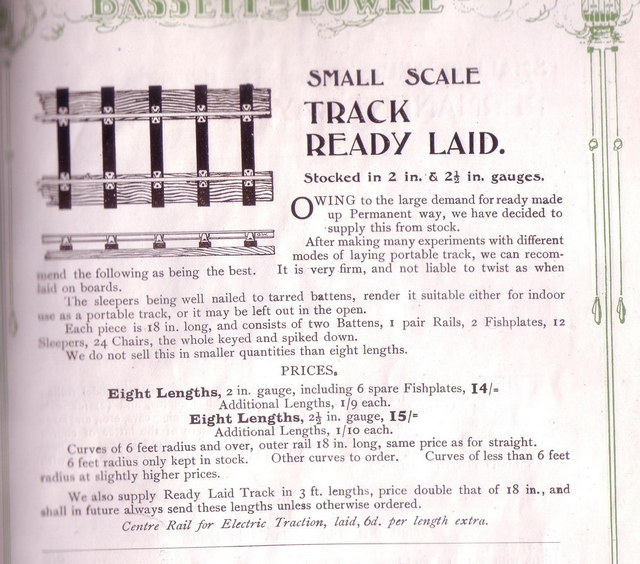 BASSETT-LOWKE
SMALL SCALE
TRACK
READY LAID.
Stocked in 2 in. & 2½ in. gauges.
OWING to the large demand for ready made
up Permanent way, we have decided to
supply this from stock.
After making many experiments with different
modes of laying portable track, we can recom-
mend the following as being the best. It is very firm, and not liable to twist as when
laid on boards.
The sleepers being well nailed to tarred battens, render it suitable either for indoor
use as a portable track, or it may be left out in the open.
Each piece is 18 in. long, and consists of two Battens, 1 pair Rails, 2 Fishplates, 12
Sleepers, 24 Chairs, the whole keyed and spiked down.
We do not sell this in smaller quantities than eight lengths.
PRICES.
Eight Lengths, 2 in. gauge, including 6 spare Fishplates, 14/=
Additional Lengths, 1/9 each.
Eight Lengths, 2½ in. gauge, 15/=
Additional Lengths, 1/10 each.
Curves of 6 feet radius and over, outer rail 18 in. long, same price as for straight.
6 feet radius only kept in stock. Other curves to order. Curves of less than 6 feet
radius at slightly higher prices.
We also supply Ready Laid Track in 3 ft. lengths, price double that of 18 in., and
shall in future always send these lengths unless otherwise ordered.
Centre Rail for Electric Traction, laid, 6d. per length extra.